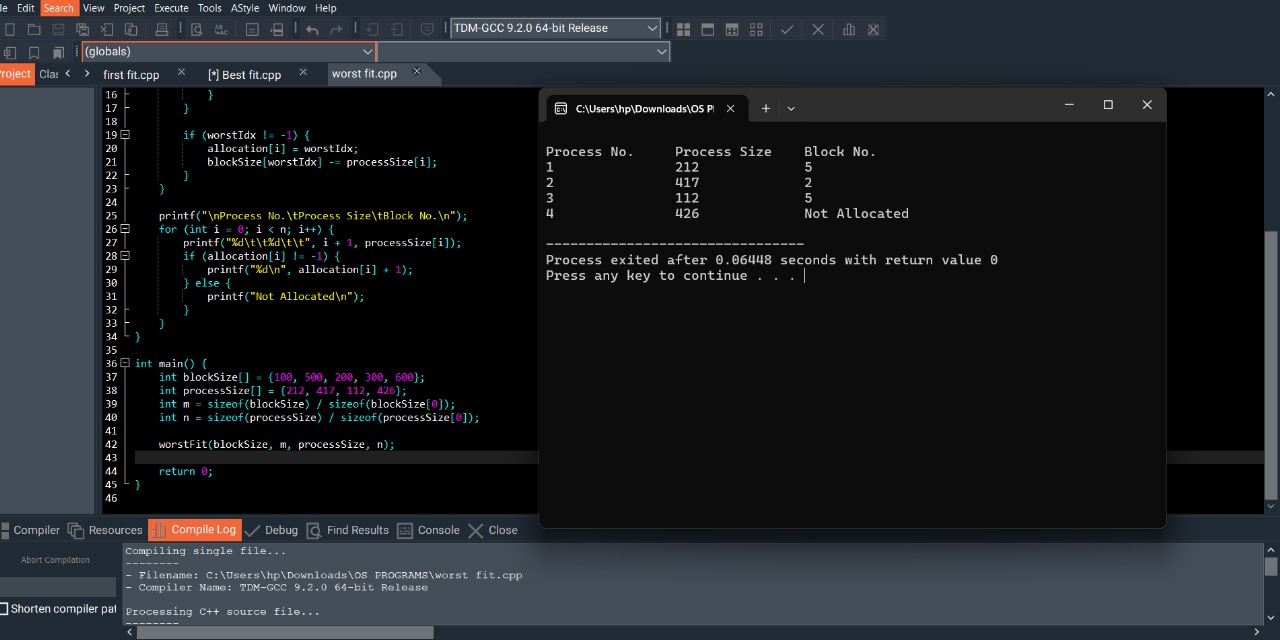 le Edit Search View Project Execute Tools AStyle Window Help
TDM-GCC 9.2.0 64-bit Release
(globals)
roject Clas
first fit.cpp
[*] Best fit.cpp
worst fit.cpp
16 }
17 }
18
19 if (worstIdx != -1) {
20 allocation[i] = worstIdx;
21 blockSize[worstIdx] -= processSize[i];
22 }
23 }
24
25 printf("\nProcess No.\tProcess Size\tBlock No.\n");
26 for (int i = 0; i < n; i++) {
27 printf("%d\t\t%d\t\t", i + 1, processSize[i]);
28 if (allocation[i] != -1) {
29 printf("%d\n", allocation[i] + 1);
30 } else {
31 printf("Not Allocated\n");
32 }
33 }
34 }
35
36 int main() {
37 int blockSize[] = {100, 500, 200, 300, 600};
38 int processSize[] = {212, 417, 112, 426};
39 int m = sizeof(blockSize) / sizeof(blockSize[0]);
40 int n = sizeof(processSize) / sizeof(processSize[0]);
41
42 worstFit(blockSize, m, processSize, n);
43
44 return 0;
45 }
46
C:\Users\hp\Downloads\OS P
Process No. Process Size Block No.
1 212 5
2 417 2
3 112 5
4 426 Not Allocated
--------------------------------
Process exited after 0.06448 seconds with return value 0
Press any key to continue . . .
Compiler Resources Compile Log Debug Find Results Console Close
Abort Compilation
Shorten compiler pat
Compiling single file...
--------
- Filename: C:\Users\hp\Downloads\OS PROGRAMS\worst fit.cpp
- Compiler Name: TDM-GCC 9.2.0 64-bit Release
Processing C++ source file...
--------